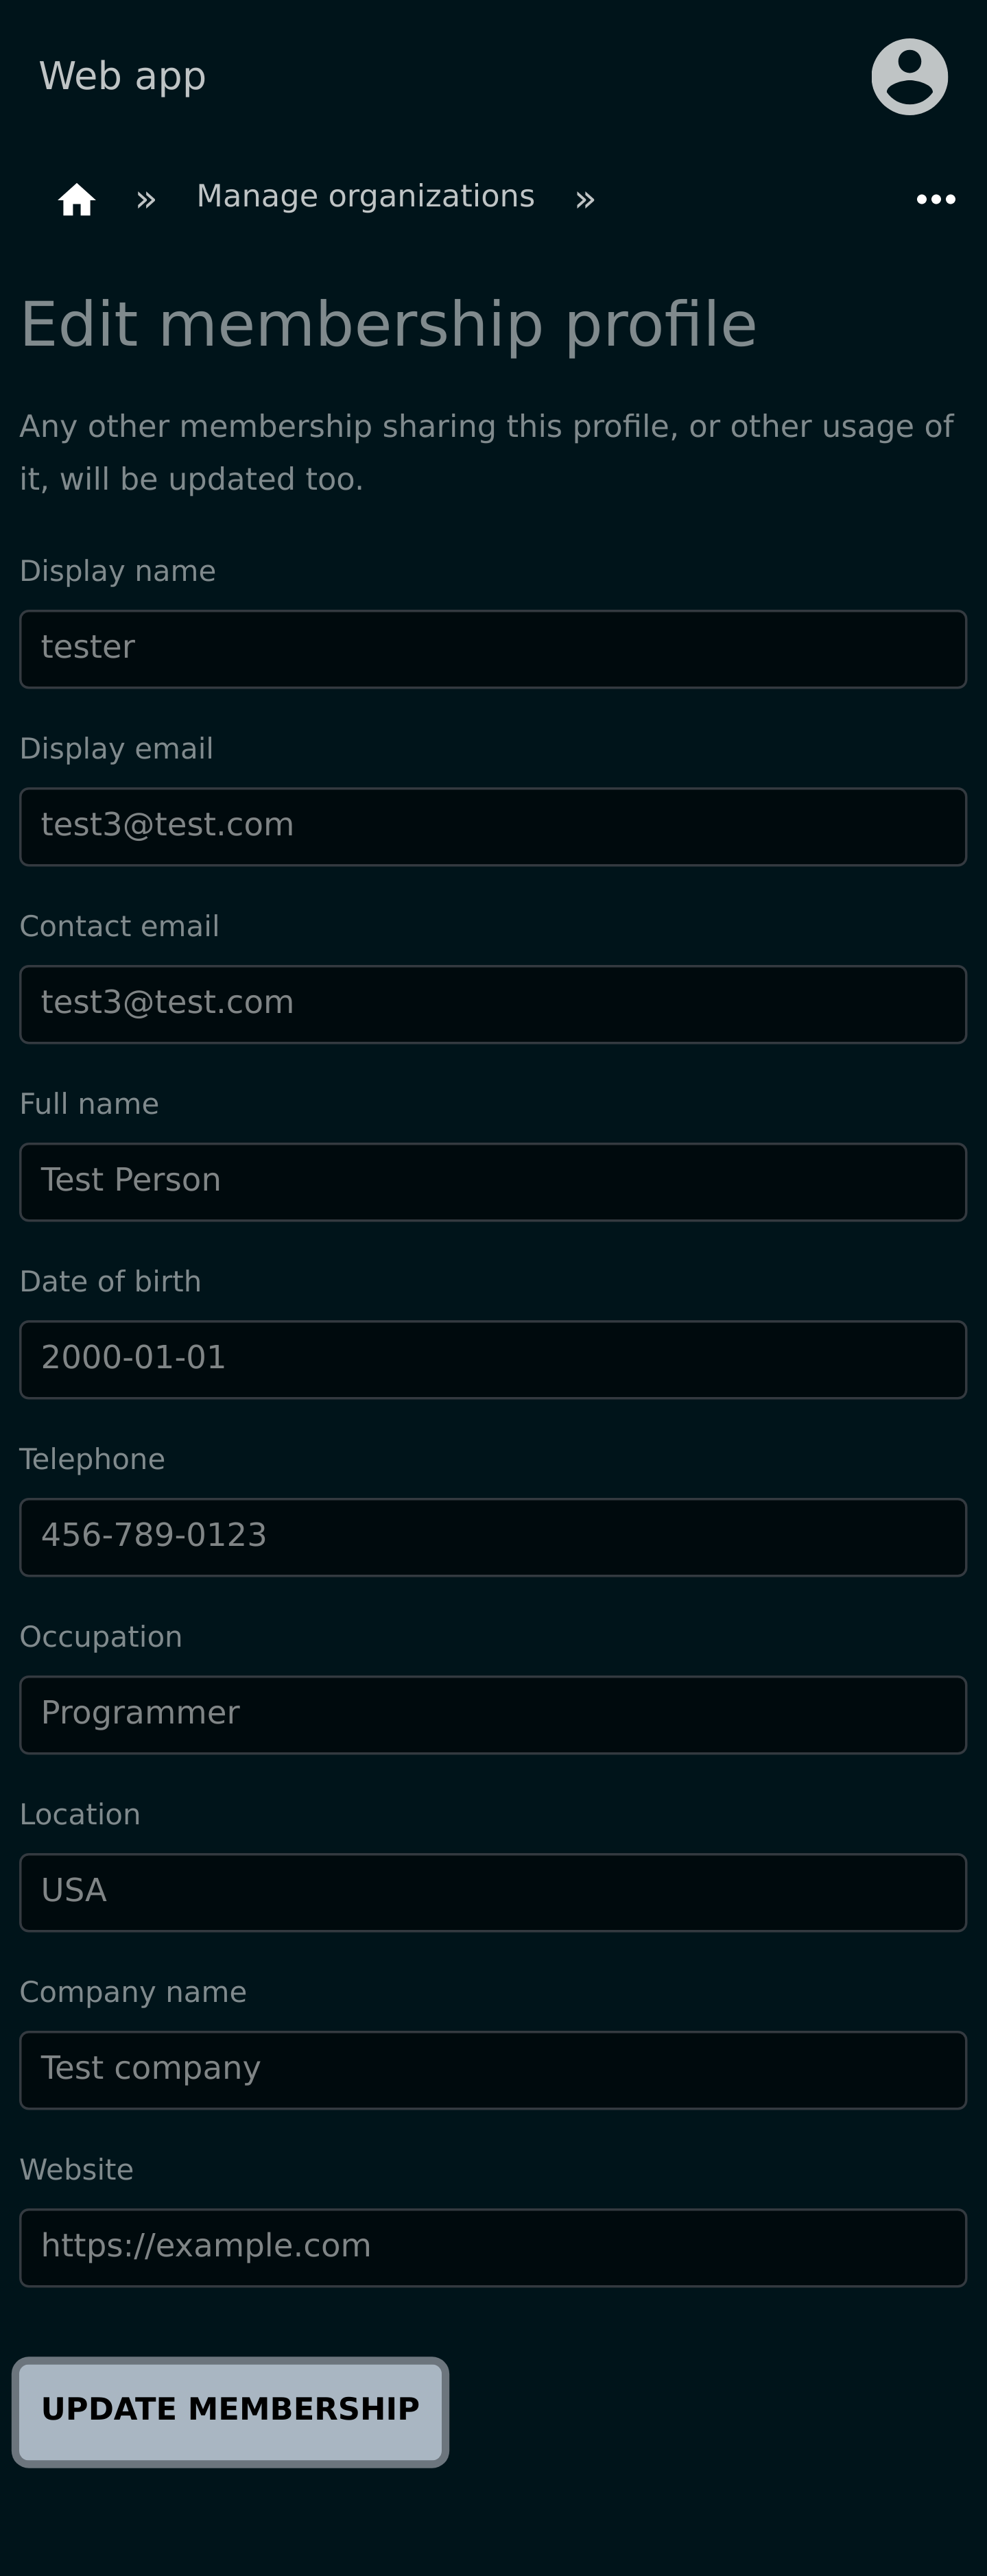 Web app
» Manage organizations »
Edit membership profile
Any other membership sharing this profile, or other usage of
it, will be updated too.
Display name
tester
Display email
test3@test.com
Contact email
test3@test.com
Full name
Test Person
Date of birth
2000-01-01
Telephone
456-789-0123
Occupation
Programmer
Location
USA
Company name
Test company
Website
https://example.com
UPDATE MEMBERSHIP